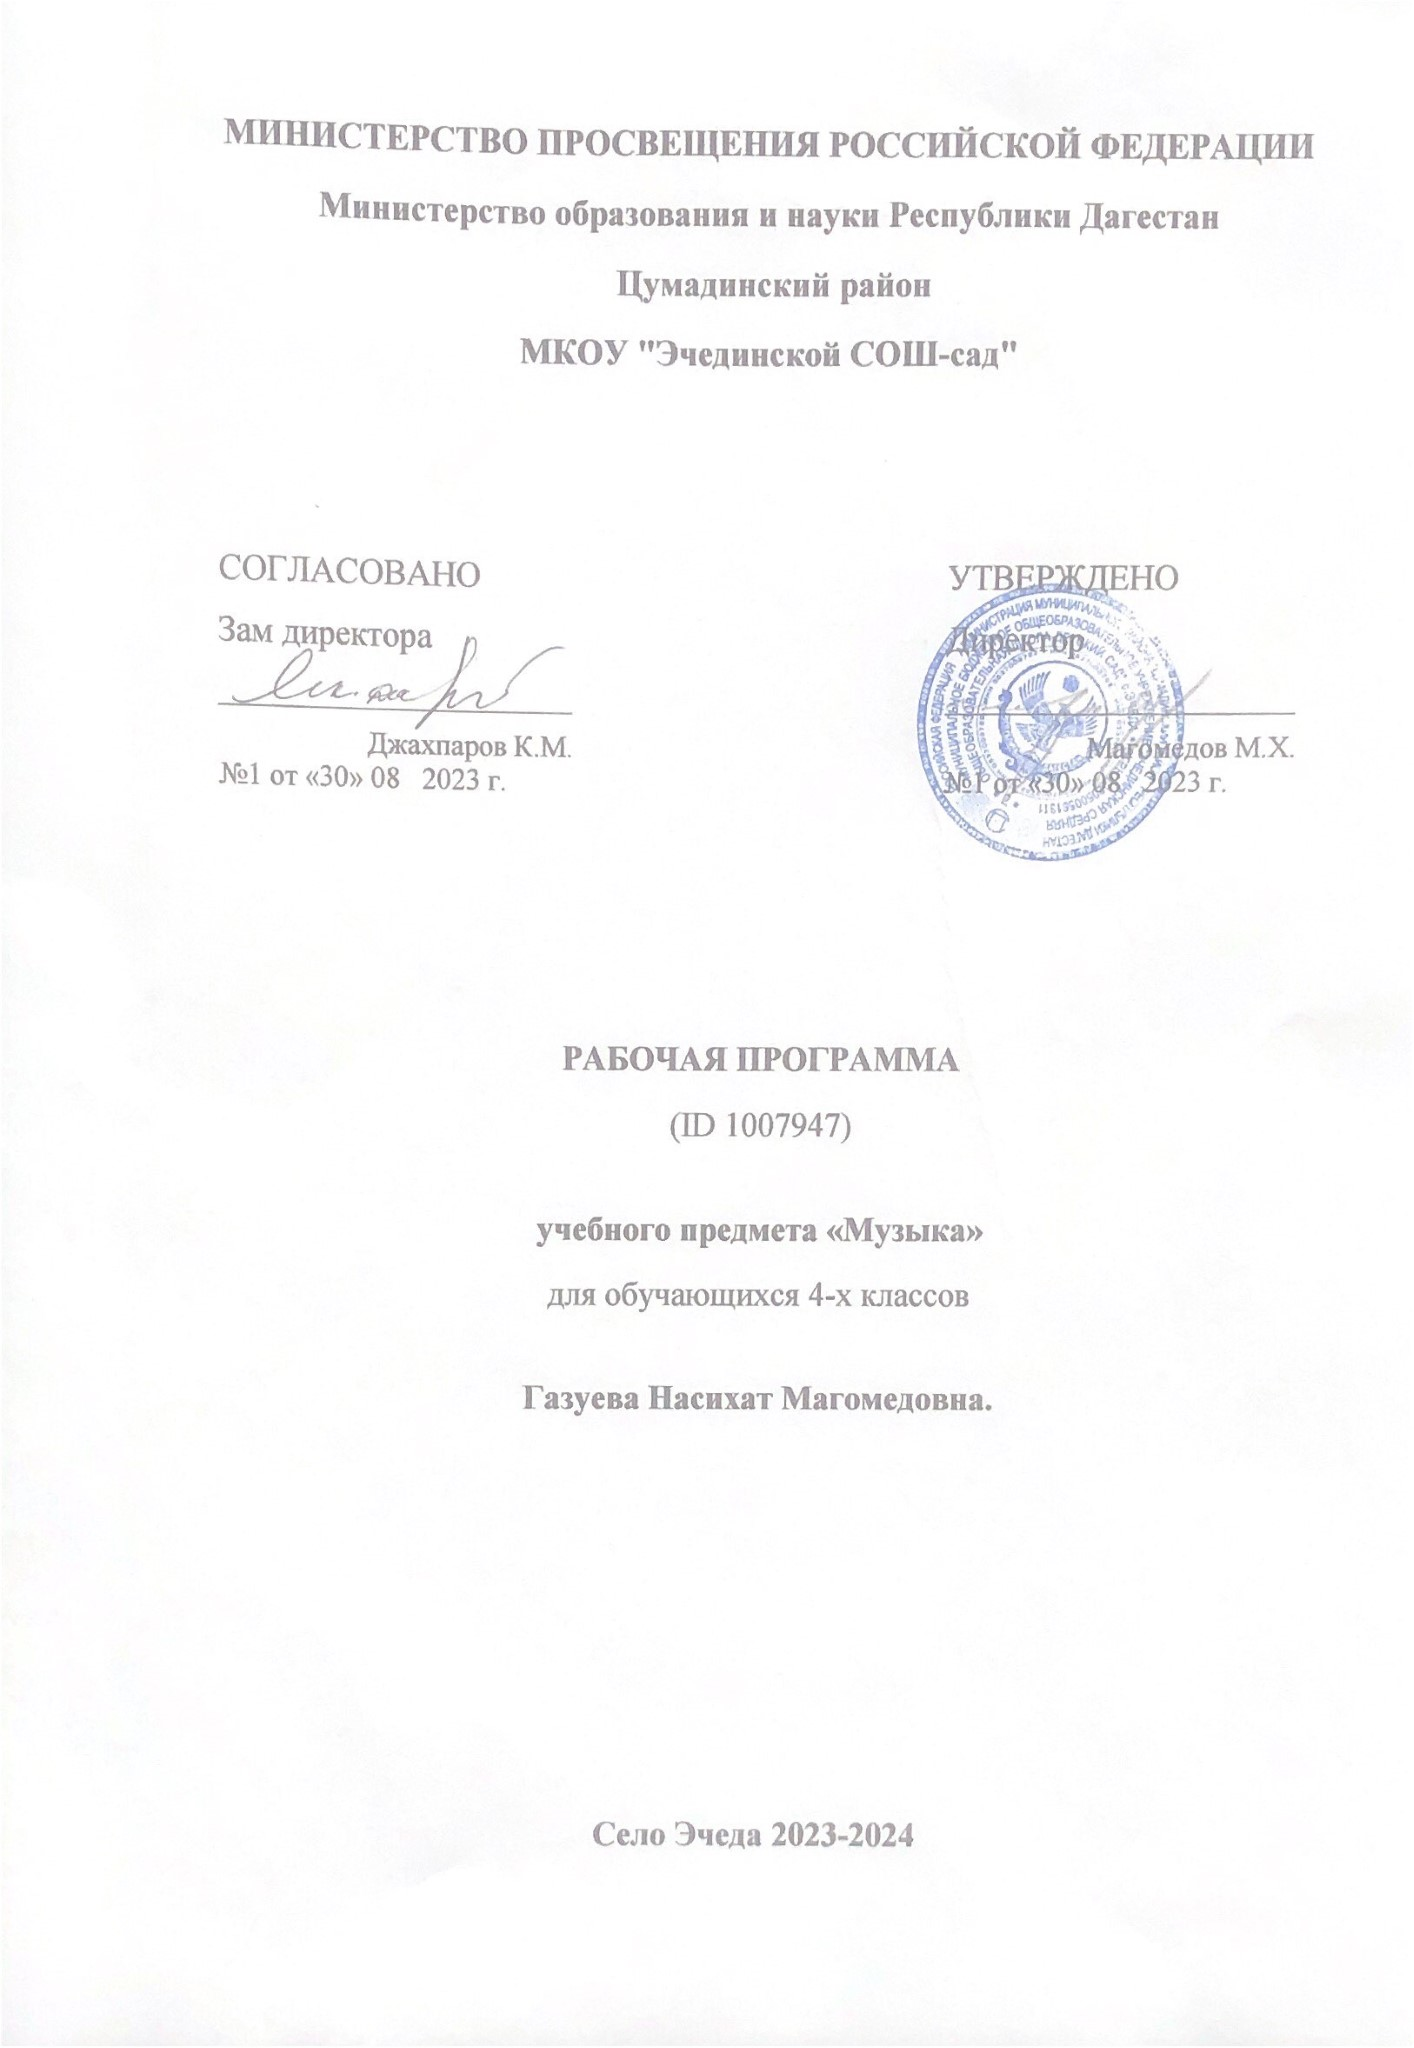 МИНИСТЕРСТВО ПРОСВЕЩЕНИЯ РОССИЙСКОЙ ФЕДЕРАЦИИ
Министерство образования и науки Республики Дагестан
Цумадинский район
МКОУ "Эчединской СОШ-сад"
СОГЛАСОВАНО
Зам директора
Джахпаров К.М.
№1 от «30» 08 2023 г.
УТВЕРЖДЕНО
Директор
Магомедов М.Х.
№1 от «30» 08 2023 г.
РАБОЧАЯ ПРОГРАММА
(ID 1007947)
учебного предмета «Музыка»
для обучающихся 4-х классов
Газуева Насихат Магомедовна.
Село Эчеда 2023-2024